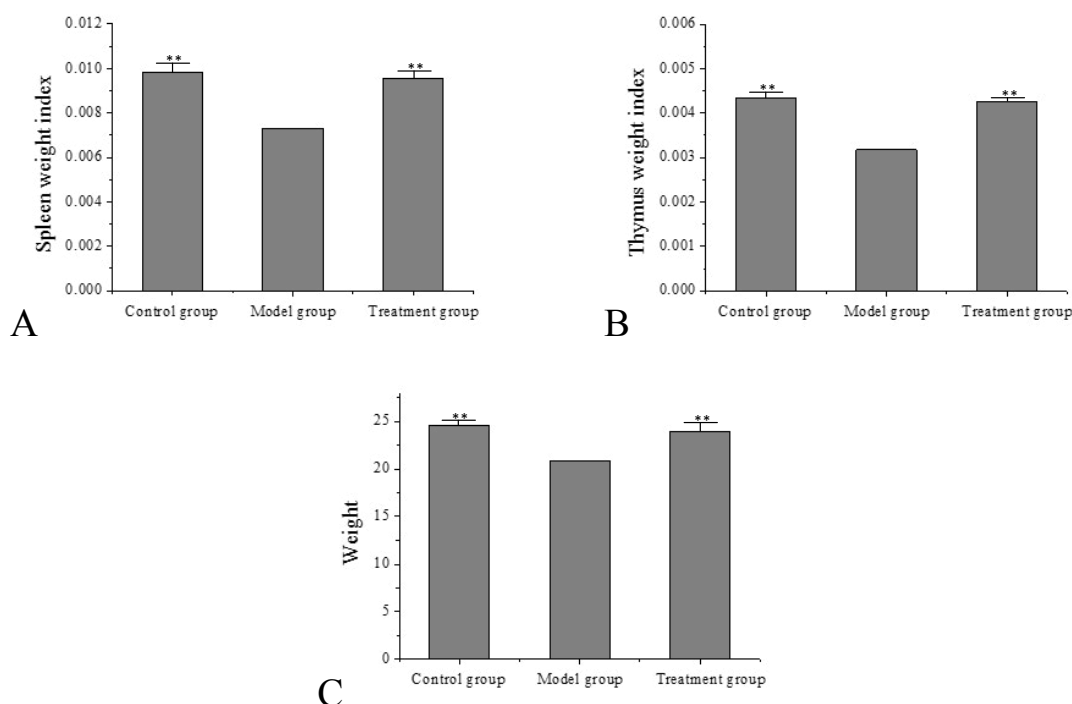 0.012
0.010
0.008
0.006
0.004
0.002
0.000
Spleen weight index
**
**
Control group
Model group
Treatment group
A
0.006
0.005
0.004
0.003
0.002
0.001
0.000
Thymus weight index
**
**
Control group
Model group
Treatment group
B
25
20
15
10
5
0
Weight
**
**
Control group
Model group
Treatment group
C